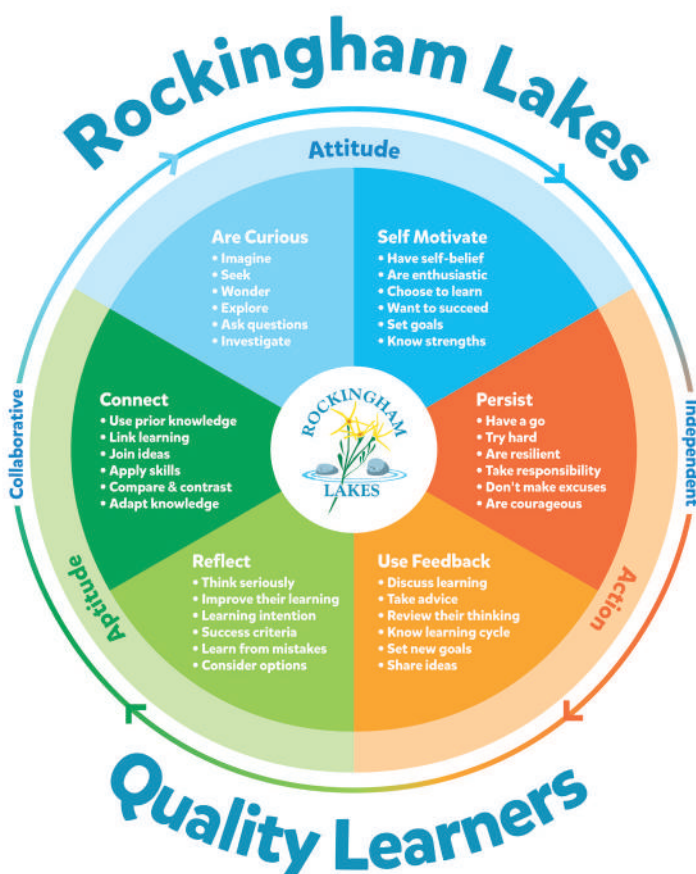 Rockingham Lakes
Attitude
Are Curious
• Imagine
• Seek
• Wonder
• Explore
• Ask questions
• Investigate
Self Motivate
• Have self-belief
• Are enthusiastic
• Choose to learn
• Want to succeed
• Set goals
• Know strengths
Collaborative
Connect
• Use prior knowledge
• Link learning
• Join ideas
• Apply skills
• Compare & contrast
• Adapt knowledge
ROCKINGHAM
LAKES
Persist
• Have a go
• Try hard
• Are resilient
• Take responsibility
• Don't make excuses
• Are courageous
Independent
Aptitude
Reflect
• Think seriously
• Improve their learning
• Learning intention
• Success criteria
• Learn from mistakes
• Consider options
Use Feedback
• Discuss learning
• Take advice
• Review their thinking
• Know learning cycle
• Set new goals
• Share ideas
Action
Quality Learners